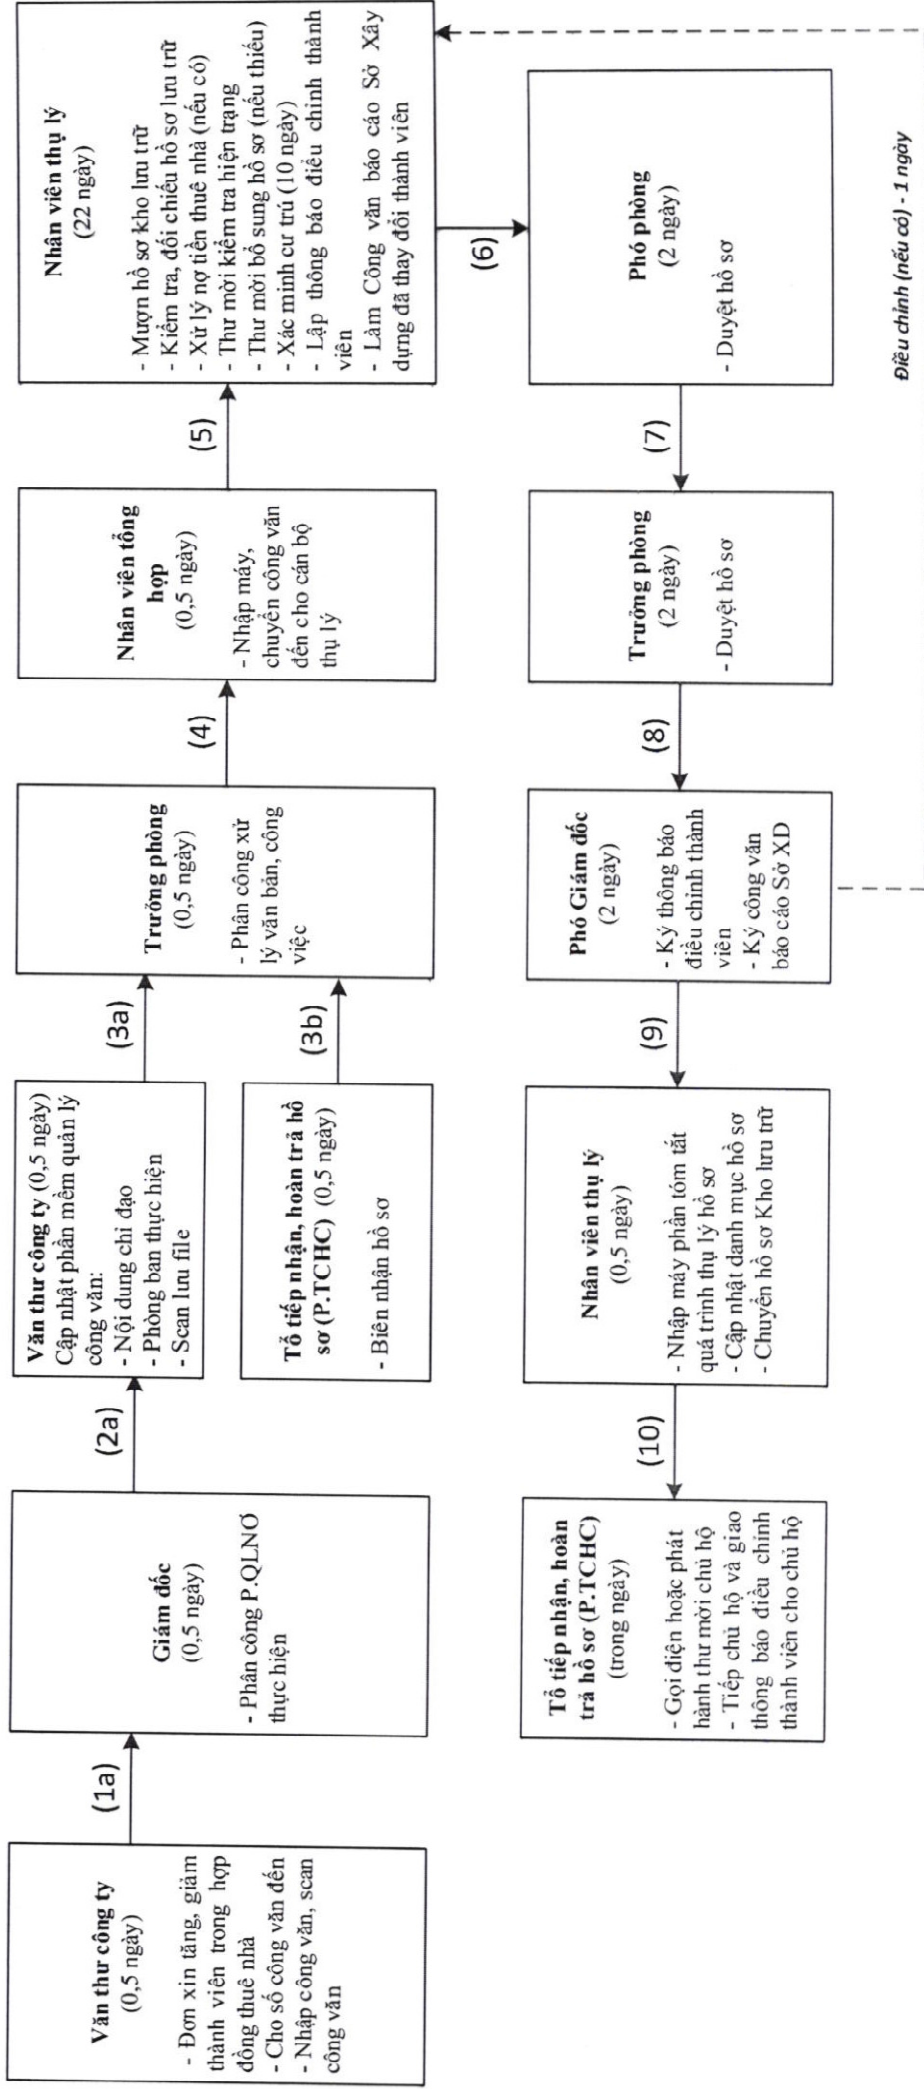 Văn thư công ty
(0,5 ngày)
- Đơn xin tăng, giảm
thành viên trong hợp
đồng thuê nhà
- Cho số công văn đến
- Nhập công văn, scan
công văn
(1a)
Giám đốc
(0,5 ngày)
- Phân công P.QLNƠ
thực hiện
(2a)
Văn thư công ty (0,5 ngày)
Cập nhật phần mềm quản lý
công văn:
- Nội dung chỉ đạo
- Phòng ban thực hiện
- Scan lưu file
(3a)
Tổ tiếp nhận, hoàn trả hồ
sơ (P.TCHC) (0,5 ngày)
- Biên nhận hồ sơ
(3b)
Trưởng phòng
(0,5 ngày)
- Phân công xử
lý văn bản, công
việc
(4)
Nhân viên tổng
hợp
(0,5 ngày)
- Nhập máy,
chuyển công văn
đến cho cán bộ
thụ lý
(5)
Nhân viên thụ lý
(22 ngày)
- Mượn hồ sơ kho lưu trữ
- Kiểm tra, đối chiếu hồ sơ lưu trữ
- Xử lý nợ tiền thuê nhà (nếu có)
- Thư mời kiểm tra hiện trạng
- Thư mời bổ sung hồ sơ (nếu thiếu)
- Xác minh cư trú (10 ngày)
- Lập thông báo điều chỉnh thành
viên
- Làm Công văn báo cáo Sở Xây
dựng đã thay đổi thành viên
(6)
Phó phòng
(2 ngày)
- Duyệt hồ sơ
(7)
Trưởng phòng
(2 ngày)
- Duyệt hồ sơ
(8)
Phó Giám đốc
(2 ngày)
- Ký thông báo
điều chỉnh thành
viên
- Ký công văn
báo cáo Sở XD
(9)
Nhân viên thụ lý
(0,5 ngày)
- Nhập máy phần tóm tắt
quá trình thụ lý hồ sơ
- Cập nhật danh mục hồ sơ
- Chuyển hồ sơ Kho lưu trữ
(10)
Tổ tiếp nhận, hoàn
trả hồ sơ (P.TCHC)
(trong ngày)
- Gọi điện hoặc phát
hành thư mời chủ hộ
- Tiếp chủ hộ và giao
thông báo điều chỉnh
thành viên cho chủ hộ
Điều chỉnh (nếu có) - 1 ngày